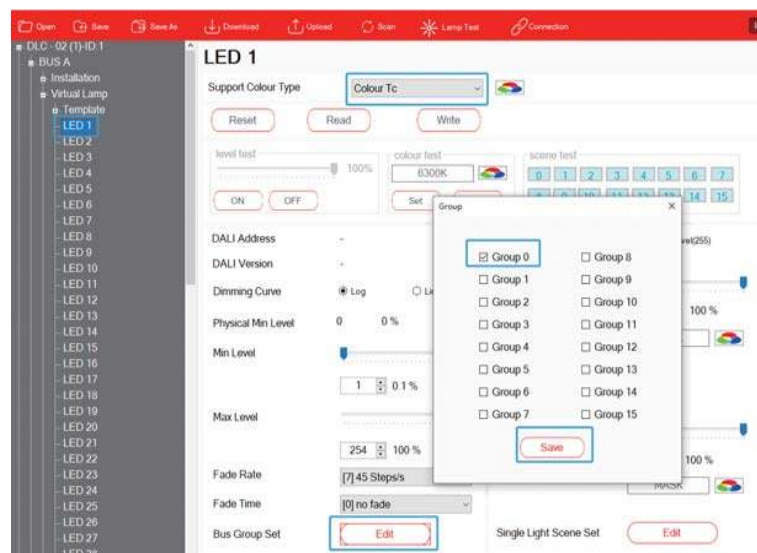 Open Save Save As Download Upload Scan Lamp Test Connection
DLC - 02 (1)-ID:1
BUS A
Installation
Virtual Lamp
Template
LED 1
LED 2
LED 3
LED 4
LED 5
LED 6
LED 7
LED 8
LED 9
LED 10
LED 11
LED 12
LED 13
LED 14
LED 15
LED 16
LED 17
LED 18
LED 19
LED 20
LED 21
LED 22
LED 23
LED 24
LED 25
LED 26
LED 27
LED 1
Support Colour Type Colour Tc
Reset Read Write
level test
100%
ON OFF
colour test
6300K
Set
scene test
0 1 2 3 4 5 6 7
14 15
DALI Address -
DALI Version -
Dimming Curve Log
Physical Min Level 0 0 %
Min Level
1 0.1 %
Max Level
254 100 %
Fade Rate [7] 45 Steps/s
Fade Time [0] no fade
Bus Group Set Edit
Group
Group 0 Group 8
Group 1 Group 9
Group 2 Group 10
Group 3 Group 11
Group 4 Group 12
Group 5 Group 13
Group 6 Group 14
Group 7 Group 15
Save
100 %
100 %
MASK
Single Light Scene Set Edit